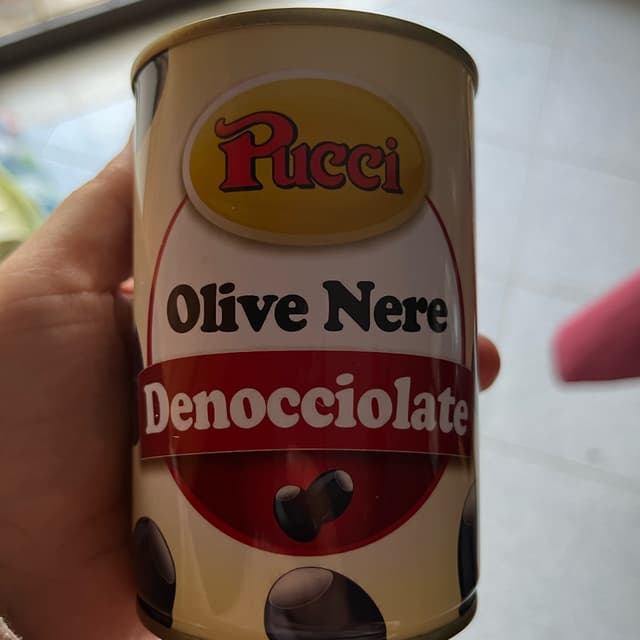 Pucci
Olive Nere
Denocciolate